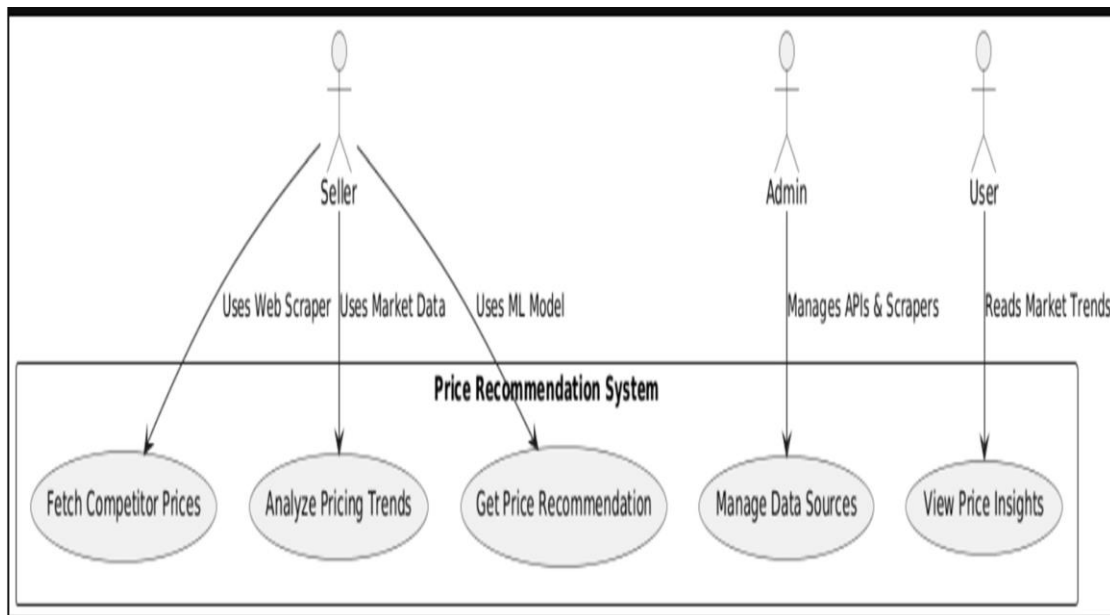 Seller
Admin
User
Uses Web Scraper
Uses Market Data
Uses ML Model
Manages APIs & Scrapers
Reads Market Trends
Price Recommendation System
Fetch Competitor Prices
Analyze Pricing Trends
Get Price Recommendation
Manage Data Sources
View Price Insights